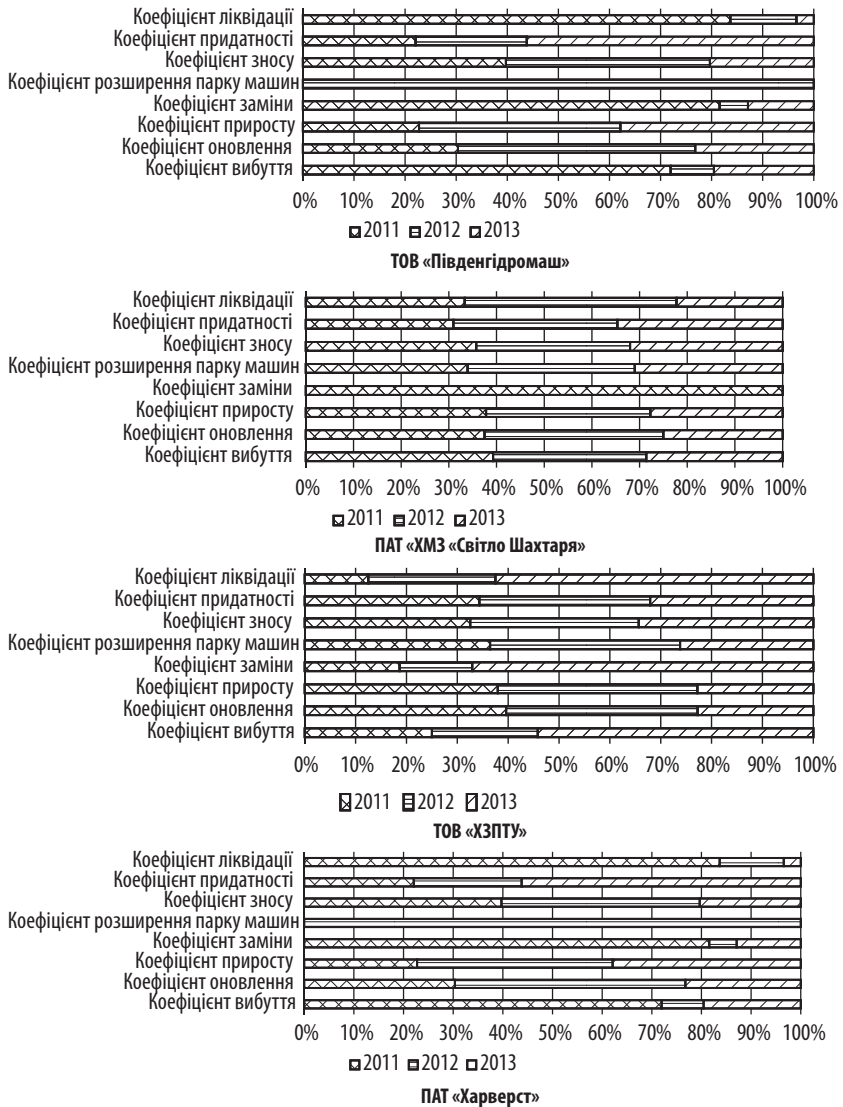 Коефіцієнт ліквідації
Коефіцієнт придатності
Коефіцієнт зносу
Коефіцієнт розширення парку машин
Коефіцієнт заміни
Коефіцієнт приросту
Коефіцієнт оновлення
Коефіцієнт вибуття
0% 10% 20% 30% 40% 50% 60% 70% 80% 90% 100%
2011 2012 2013
ТОВ «Південгідромаш»
Коефіцієнт ліквідації
Коефіцієнт придатності
Коефіцієнт зносу
Коефіцієнт розширення парку машин
Коефіцієнт заміни
Коефіцієнт приросту
Коефіцієнт оновлення
Коефіцієнт вибуття
0% 10% 20% 30% 40% 50% 60% 70% 80% 90% 100%
2011 2012 2013
ПАТ «ХМЗ «Світло Шахтаря»
Коефіцієнт ліквідації
Коефіцієнт придатності
Коефіцієнт зносу
Коефіцієнт розширення парку машин
Коефіцієнт заміни
Коефіцієнт приросту
Коефіцієнт оновлення
Коефіцієнт вибуття
0% 10% 20% 30% 40% 50% 60% 70% 80% 90% 100%
2011 2012 2013
ТОВ «ХЗПТУ»
Коефіцієнт ліквідації
Коефіцієнт придатності
Коефіцієнт зносу
Коефіцієнт розширення парку машин
Коефіцієнт заміни
Коефіцієнт приросту
Коефіцієнт оновлення
Коефіцієнт вибуття
0% 10% 20% 30% 40% 50% 60% 70% 80% 90% 100%
2011 2012 2013
ПАТ «Харверст»